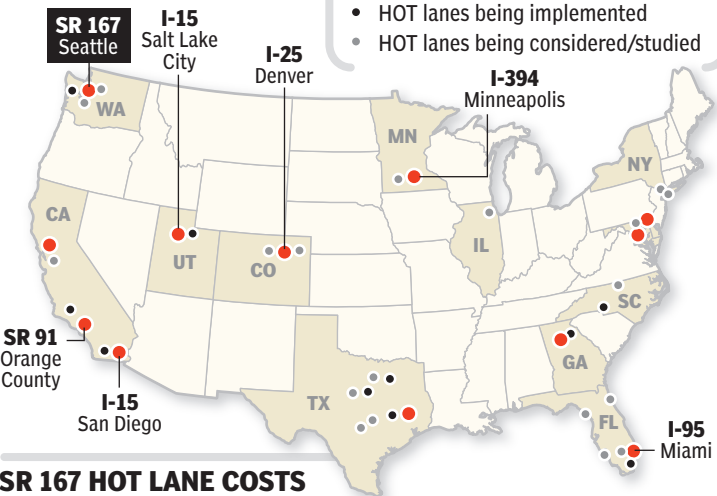 HOT lanes being implemented
HOT lanes being considered/studied
SR 167
Seattle
I-15
Salt Lake
City
I-25
Denver
I-394
Minneapolis
WA
MN
NY
CA
UT
CO
IL
SC
GA
TX
FL
SR 91
Orange
County
I-15
San Diego
I-95
Miami
SR 167 HOT LANE COSTS